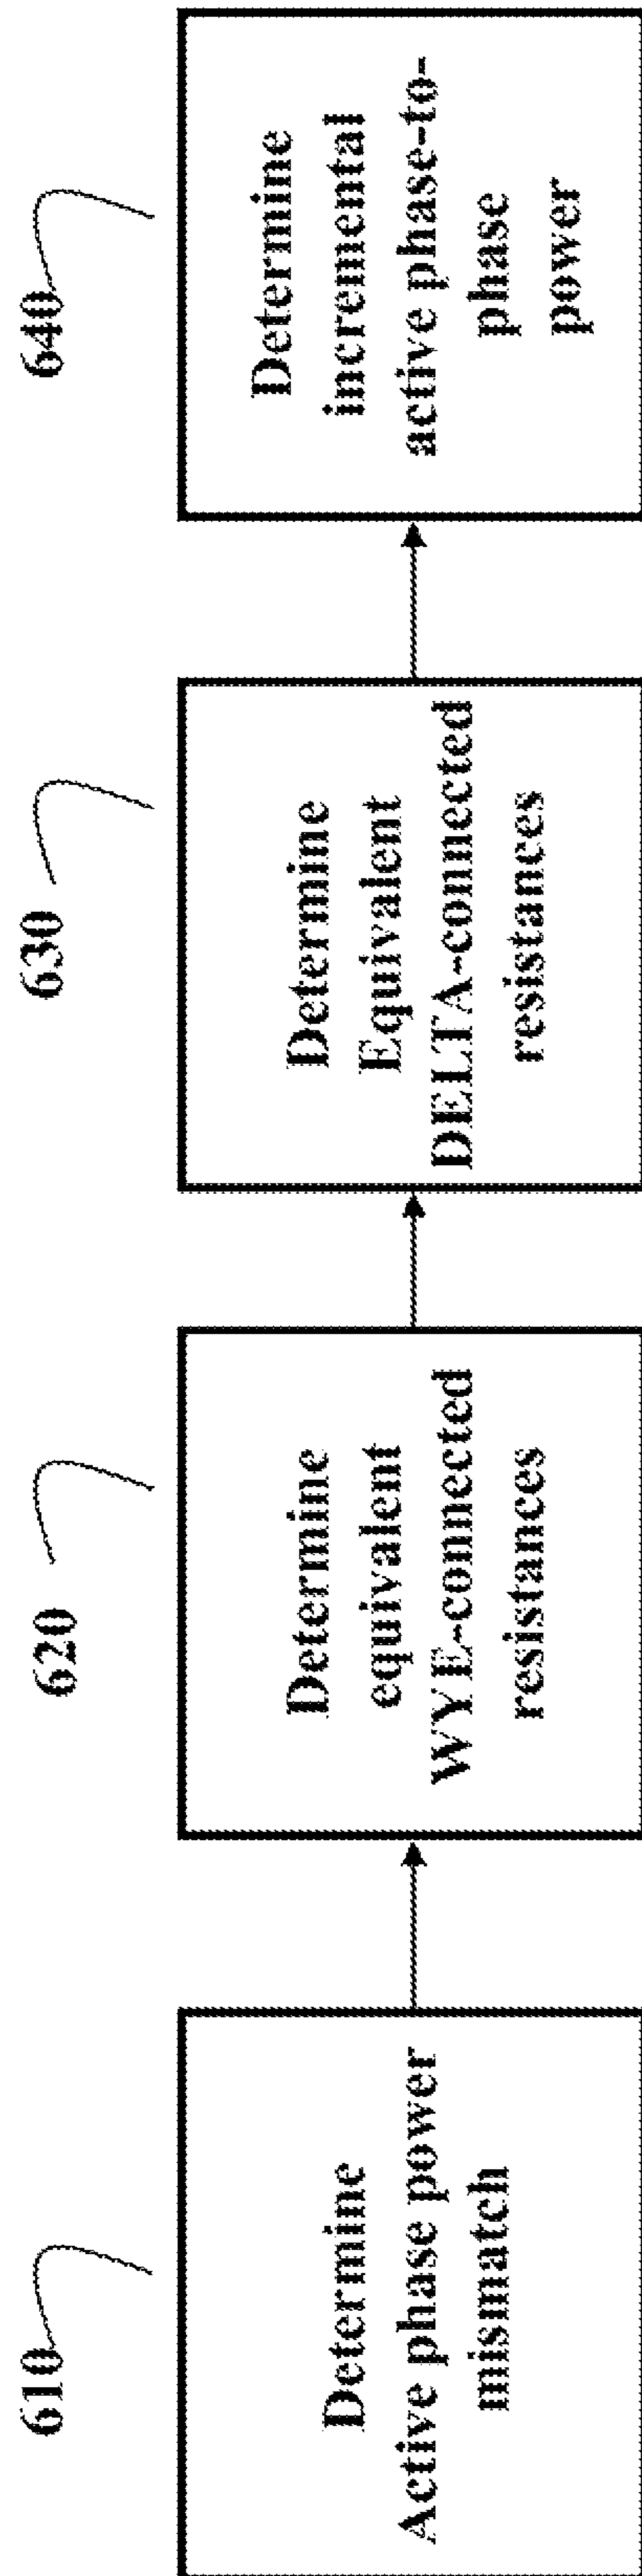 610
Determine
Active phase power
mismatch
620
Determine
equivalent
WYE-connected
resistances
630
Determine
Equivalent
DELTA-connected
resistances
640
Determine
incremental
active phase-to-
phase
power